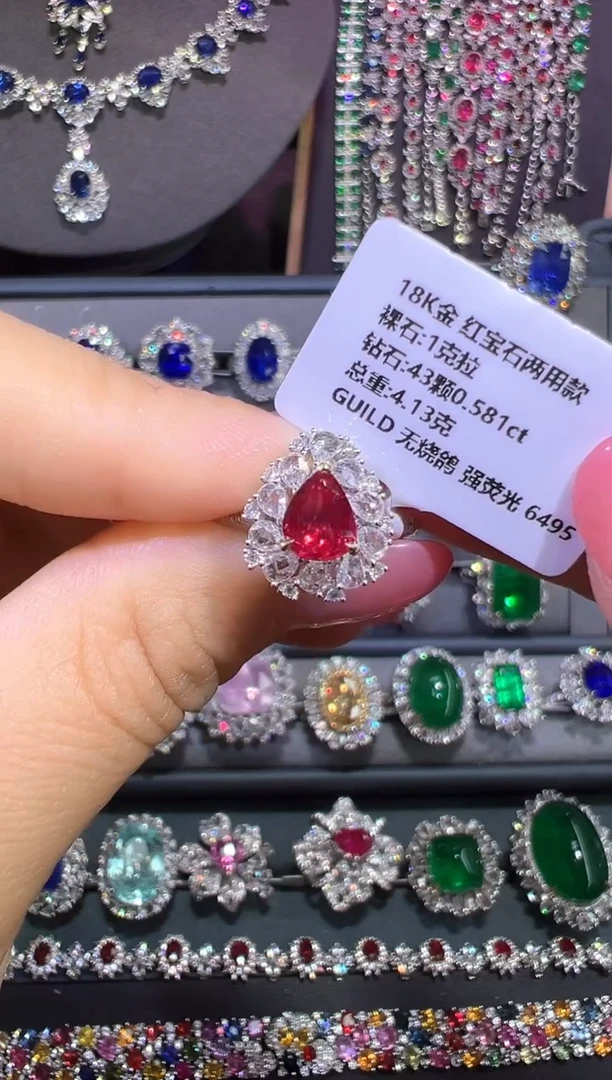 18K金 红宝石两用款
裸石:1克拉
钻石:43颗0.581ct
总重:4.13克
GUILD 无烧鸽 强荧光 6495